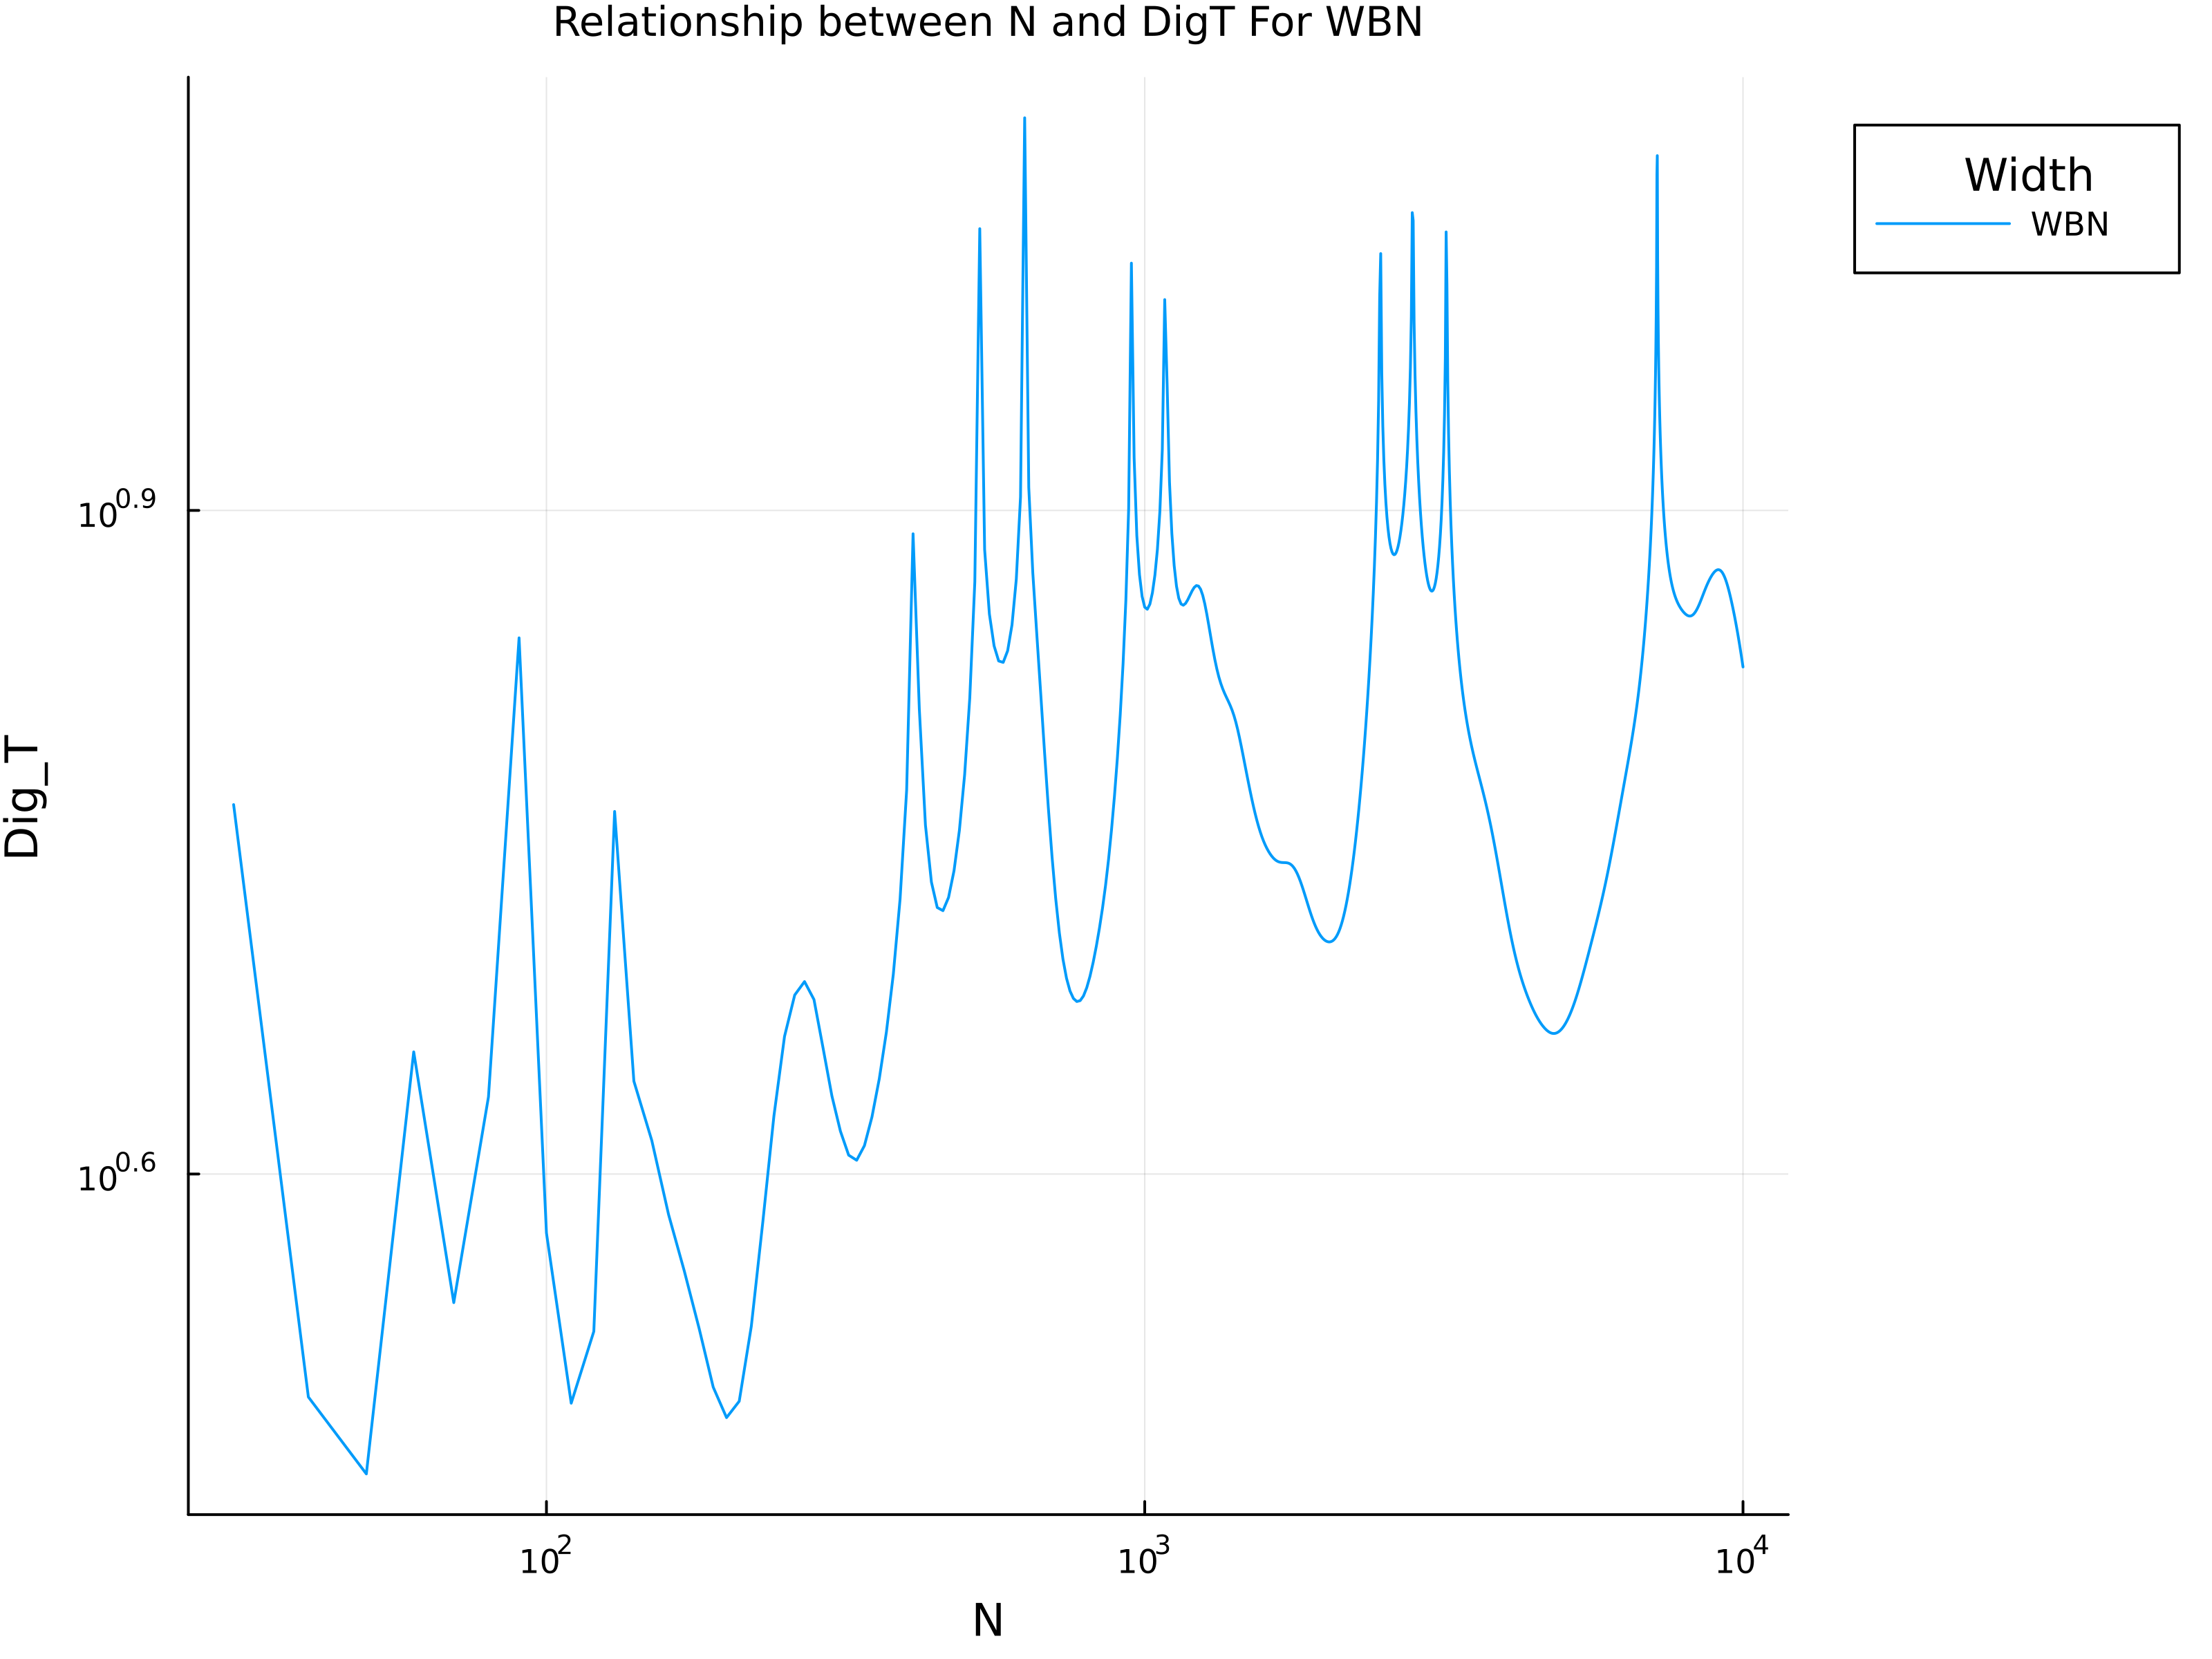 Relationship between N and DigT For WBN
Width
WBN
10^0.9
Dig_T
10^0.6
10^2
10^3
10^4
N